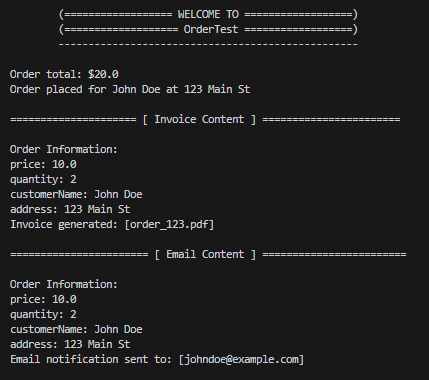 (================== WELCOME TO ==================)
(=================== OrderTest ==================)
--------------------------------------------------
Order total: $20.0
Order placed for John Doe at 123 Main St
===================== [ Invoice Content ] =======================
Order Information:
price: 10.0
quantity: 2
customerName: John Doe
address: 123 Main St
Invoice generated: [order_123.pdf]
======================= [ Email Content ] ========================
Order Information:
price: 10.0
quantity: 2
customerName: John Doe
address: 123 Main St
Email notification sent to: [johndoe@example.com]